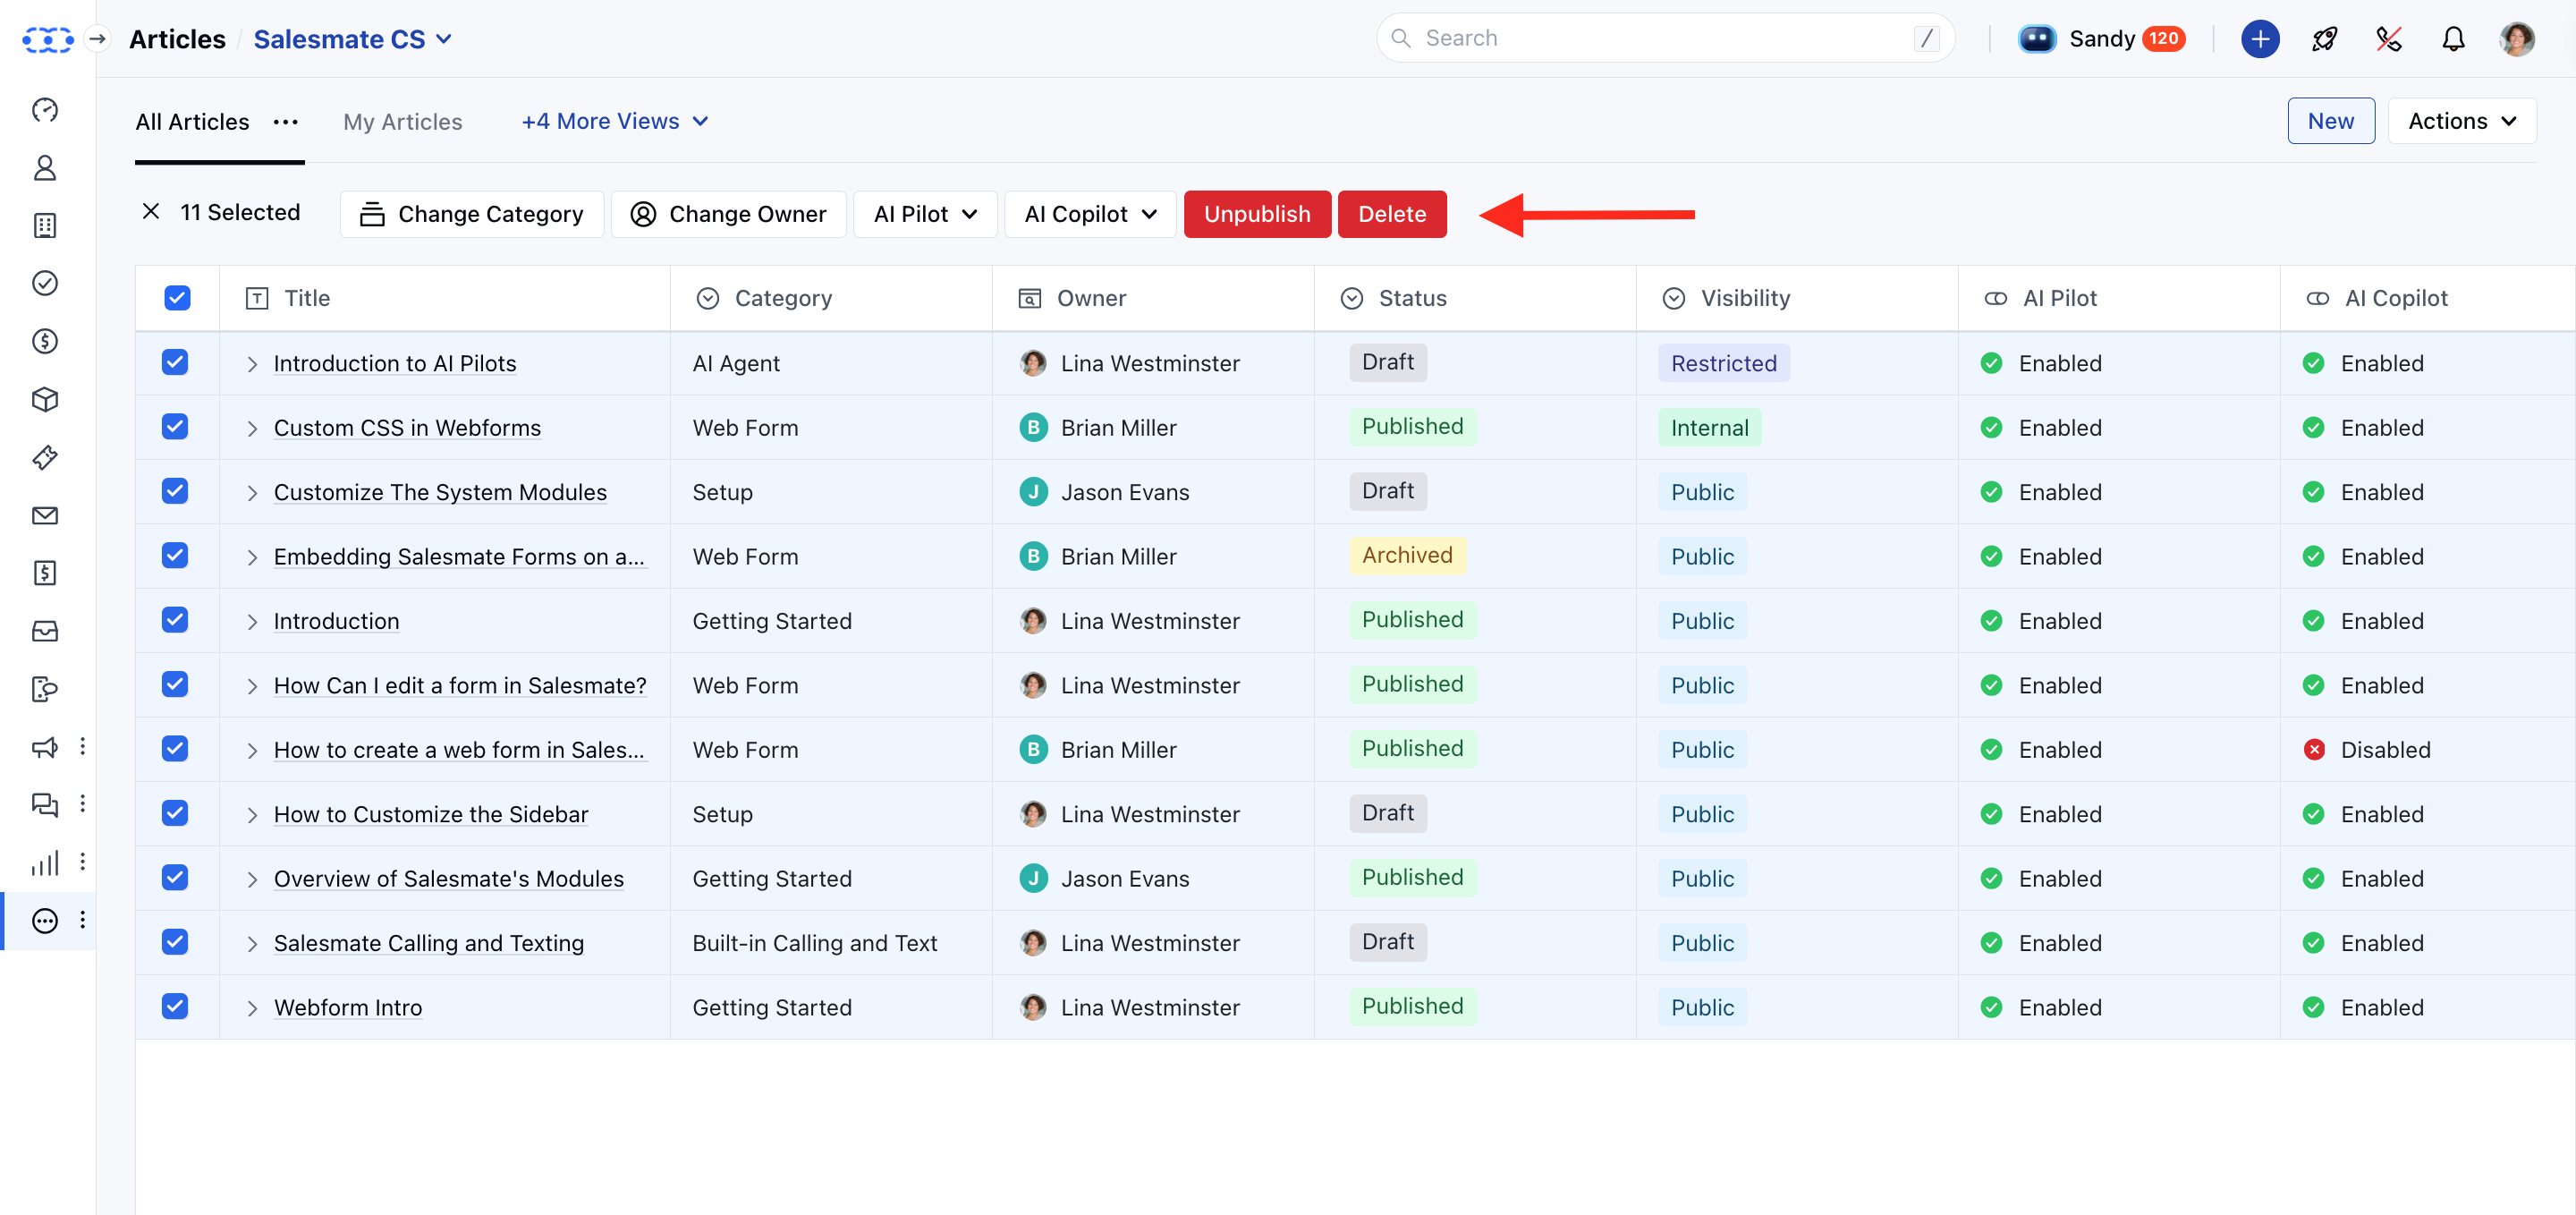 Articles / Salesmate CS
Search /
Sandy 120
All Articles ••• My Articles +4 More Views
New Actions
11 Selected Change Category Change Owner AI Pilot AI Copilot Unpublish Delete
Title Category Owner Status Visibility AI Pilot AI Copilot
Introduction to AI Pilots AI Agent Lina Westminster Draft Restricted Enabled Enabled
Custom CSS in Webforms Web Form B Brian Miller Published Internal Enabled Enabled
Customize The System Modules Setup J Jason Evans Draft Public Enabled Enabled
Embedding Salesmate Forms on a... Web Form B Brian Miller Archived Public Enabled Enabled
Introduction Getting Started Lina Westminster Published Public Enabled Enabled
How Can I edit a form in Salesmate? Web Form Lina Westminster Published Public Enabled Enabled
How to create a web form in Sales... Web Form B Brian Miller Published Public Enabled Disabled
How to Customize the Sidebar Setup Lina Westminster Draft Public Enabled Enabled
Overview of Salesmate's Modules Getting Started J Jason Evans Published Public Enabled Enabled
Salesmate Calling and Texting Built-in Calling and Text Lina Westminster Draft Public Enabled Enabled
Webform Intro Getting Started Lina Westminster Published Public Enabled Enabled